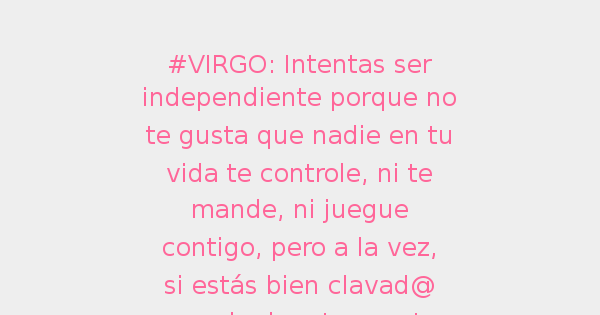 #VIRGO: Intentas ser
independiente porque no
te gusta que nadie en tu
vida te controle, ni te
mande, ni juegue
contigo, pero a la vez,
si estás bien clavad@